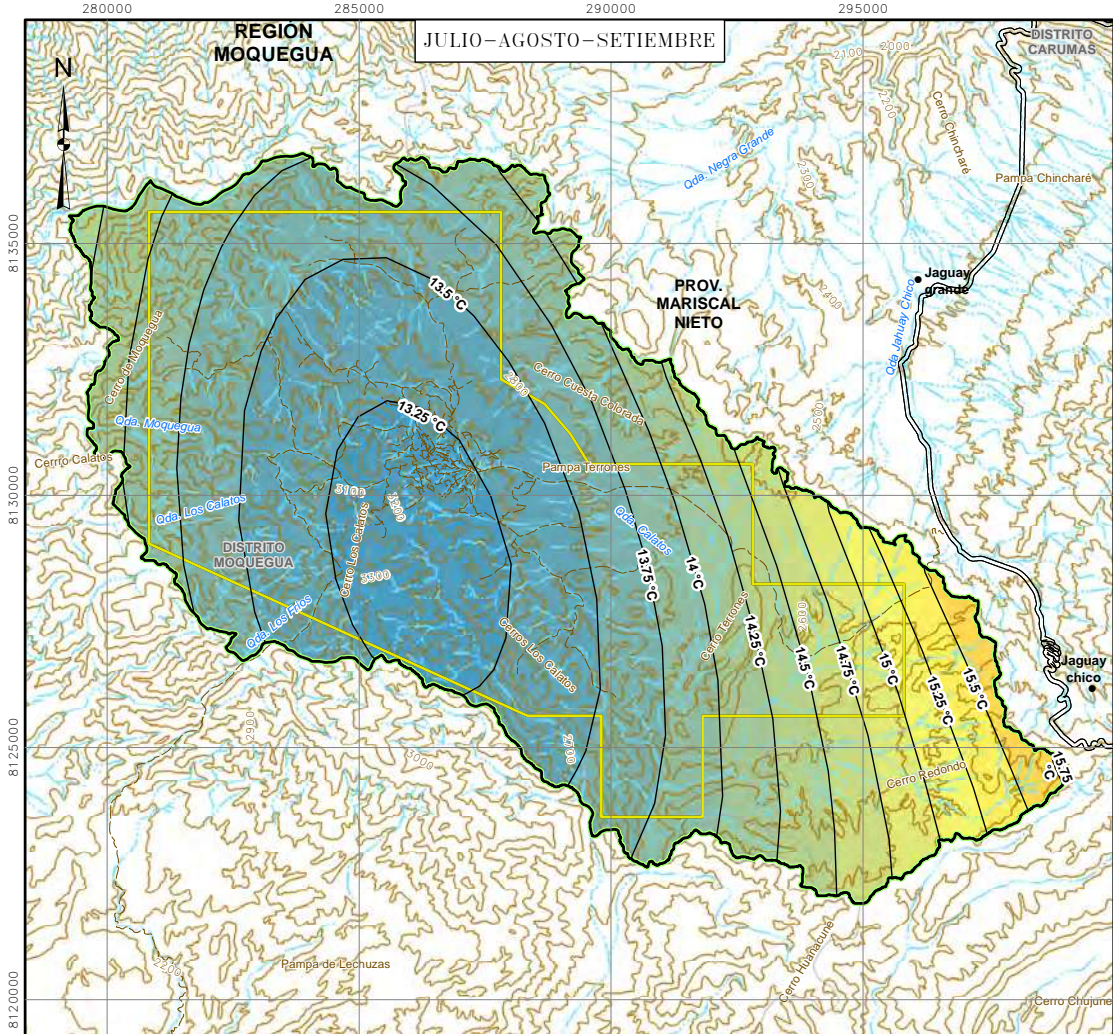 280000
285000
290000
295000
REGIÓN
MOQUEGUA
JULIO-AGOSTO-SETIEMBRE
DISTRITO
CARUMAS
N
2100
2000
2200
Cerro Chincharé
Qda. Negra Grande
2300
Pampa Chincharé
8135000
Jaguay
grande
PROV.
MARISCAL
NIETO
2400
13.5 °C
Qda Jahuay Chico
Cerro de Moquegua
2800
Cerro Cuesta Colorada
13.25 °C
2500
Qda. Moquegua
Cerrro Calatos
Pampa Terrones
8130000
3100
3200
Qda. Los Calatos
Qda. Calatos
Cerro Los Calatos
DISTRITO
MOQUEGUA
3300
13.75 °C
14 °C
Qda. Los Frios
Cerros Los Calatos
Cerro Terrones
2600
14.25 °C
14.5 °C
14.75 °C
15 °C
15.25 °C
15.5 °C
Jaguay
chico
2900
3000
2700
8125000
15.75
°C
Cerro Redondo
2200
Pampa de Lechuzas
Cerro Huanacune
8120000
Cerro Chujune